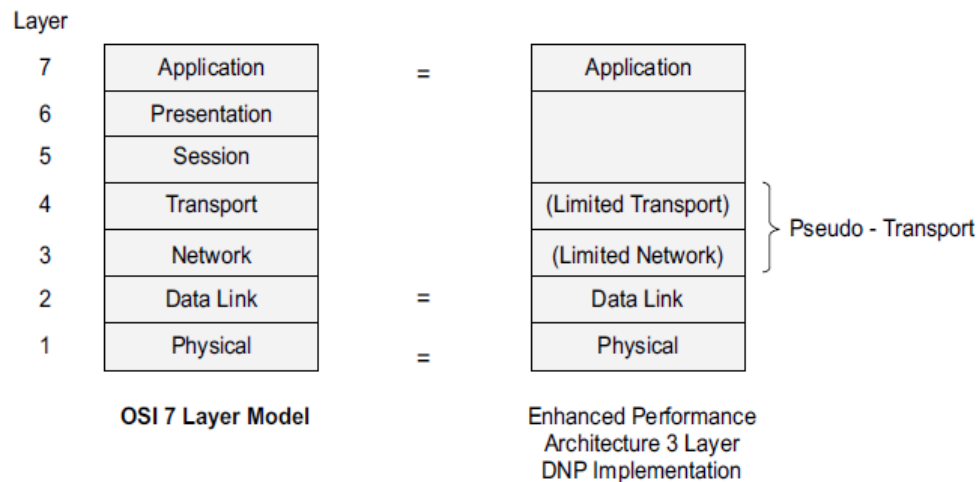 Layer
7 Application = Application
6 Presentation
5 Session
4 Transport (Limited Transport)
Pseudo - Transport
3 Network (Limited Network)
2 Data Link = Data Link
1 Physical = Physical
OSI 7 Layer Model
Enhanced Performance
Architecture 3 Layer
DNP Implementation